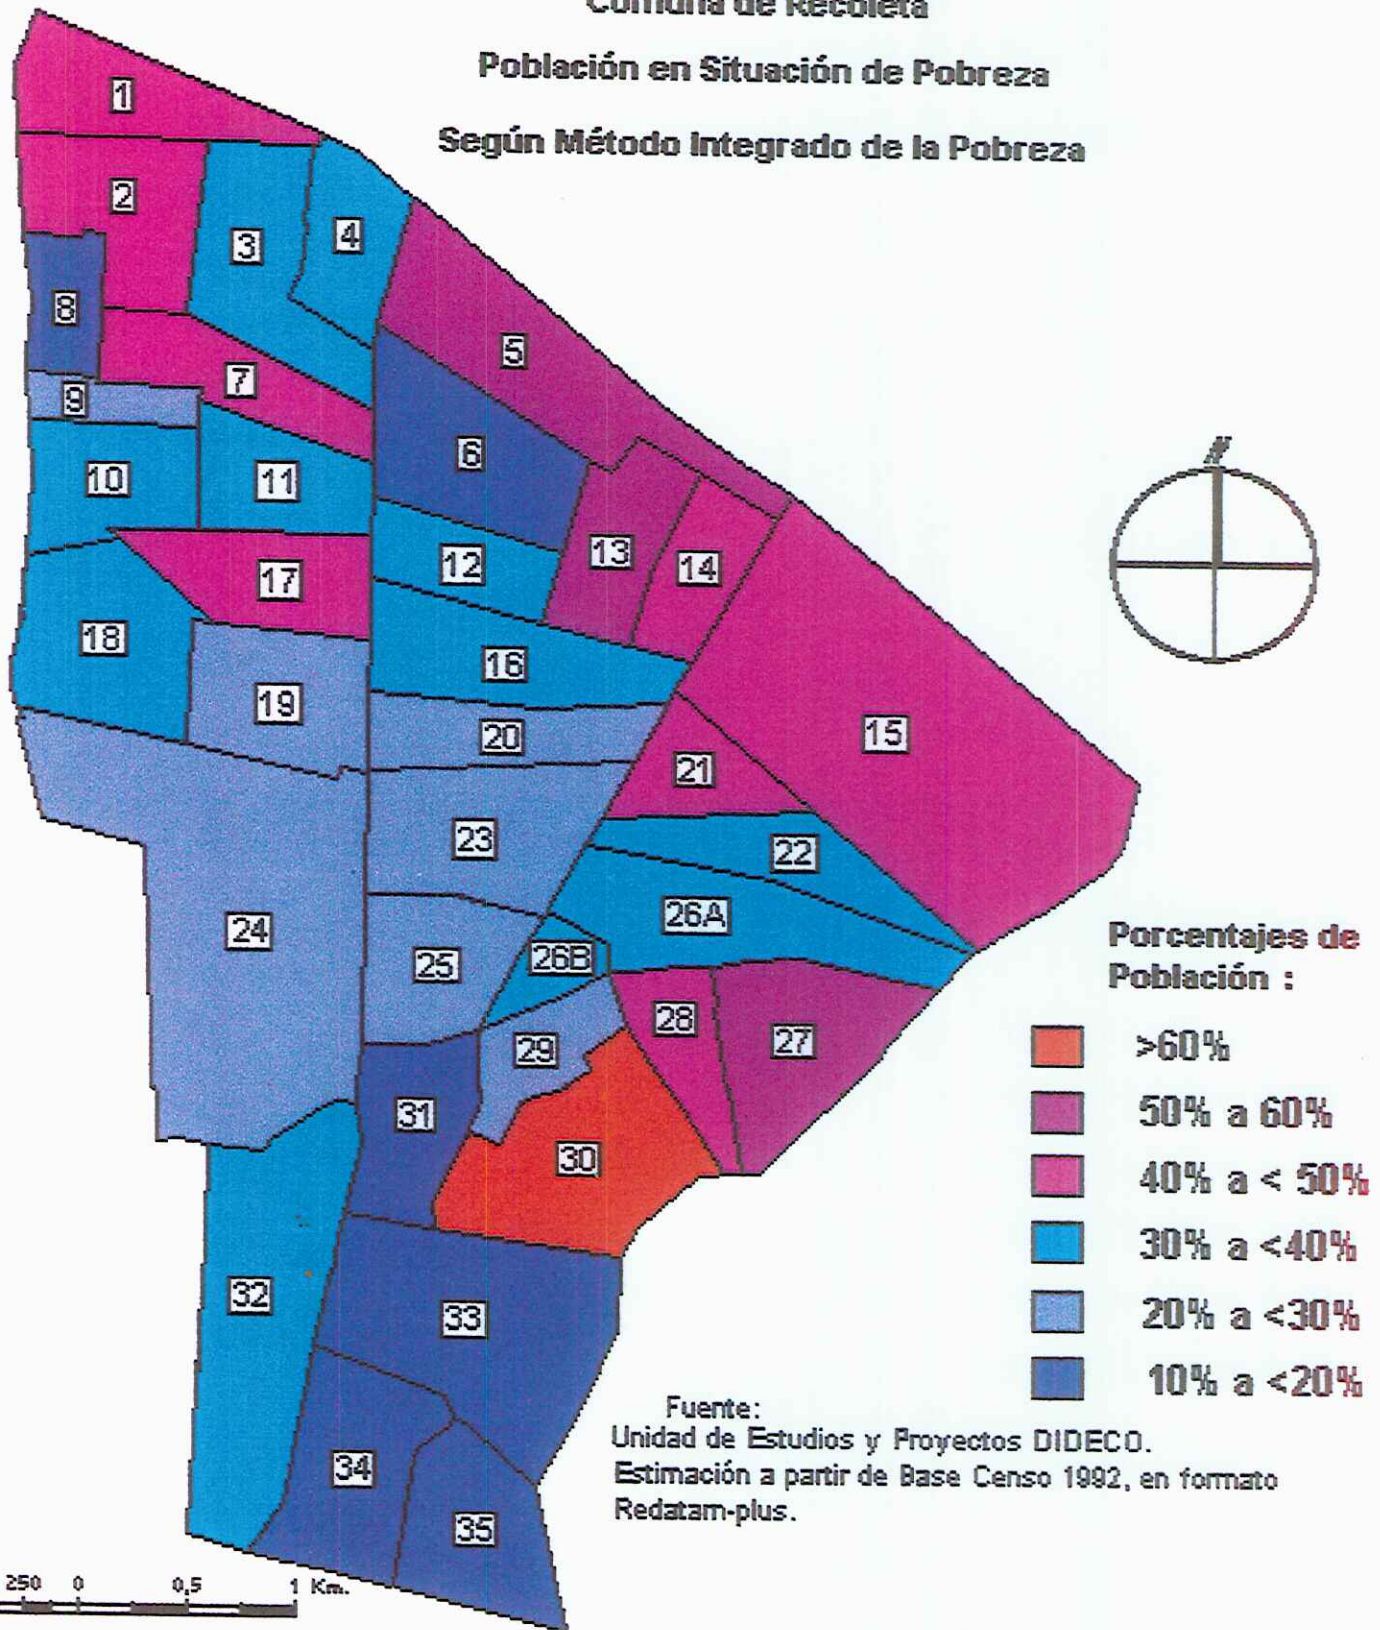 Comuna de Recoleta
Población en Situación de Pobreza
Según Método Integrado de la Pobreza
1
2
3
4
5
6
7
8
9
10
11
12
13
14
15
16
17
18
19
20
21
22
23
24
25
26A
26B
27
28
29
30
31
32
33
34
35
N
Porcentajes de
Población :
>60%
50% a 60%
40% a < 50%
30% a <40%
20% a <30%
10% a <20%
Fuente:
Unidad de Estudios y Proyectos DIDECO.
Estimación a partir de Base Censo 1992, en formato
Redatam-plus.
250 0 0,5 1 Km.